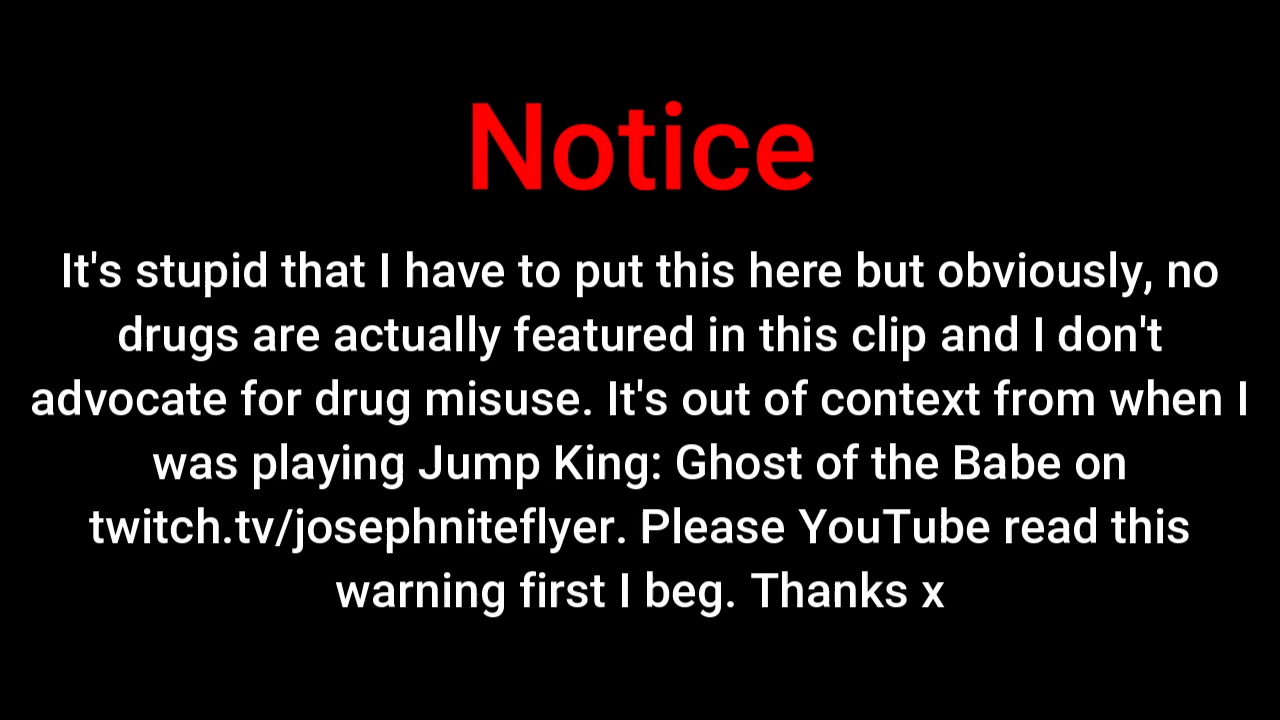 Notice
It's stupid that I have to put this here but obviously, no
drugs are actually featured in this clip and I don't
advocate for drug misuse. It's out of context from when I
was playing Jump King: Ghost of the Babe on
twitch.tv/josephniteflyer. Please YouTube read this
warning first I beg. Thanks x